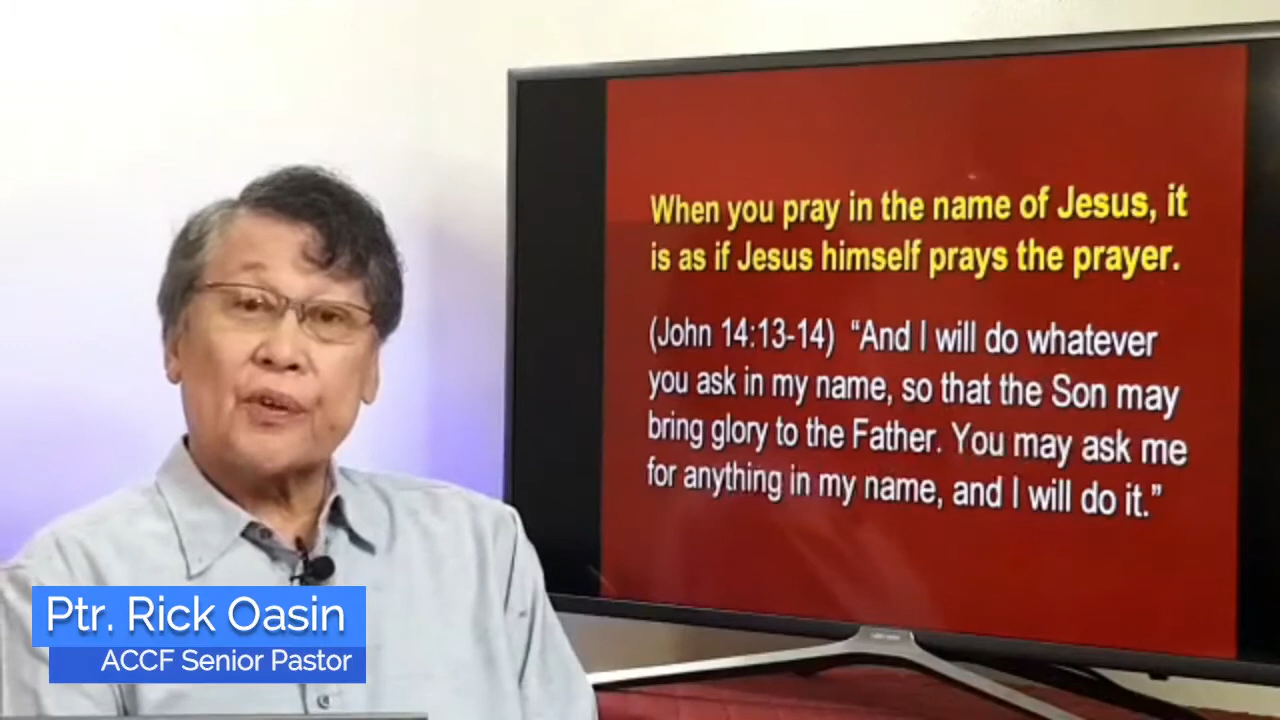 When you pray in the name of Jesus, it
is as if Jesus himself prays the prayer.
(John 14:13-14) “And I will do whatever
you ask in my name, so that the Son may
bring glory to the Father. You may ask me
for anything in my name, and I will do it.”
Ptr. Rick Oasin
ACCF Senior Pastor